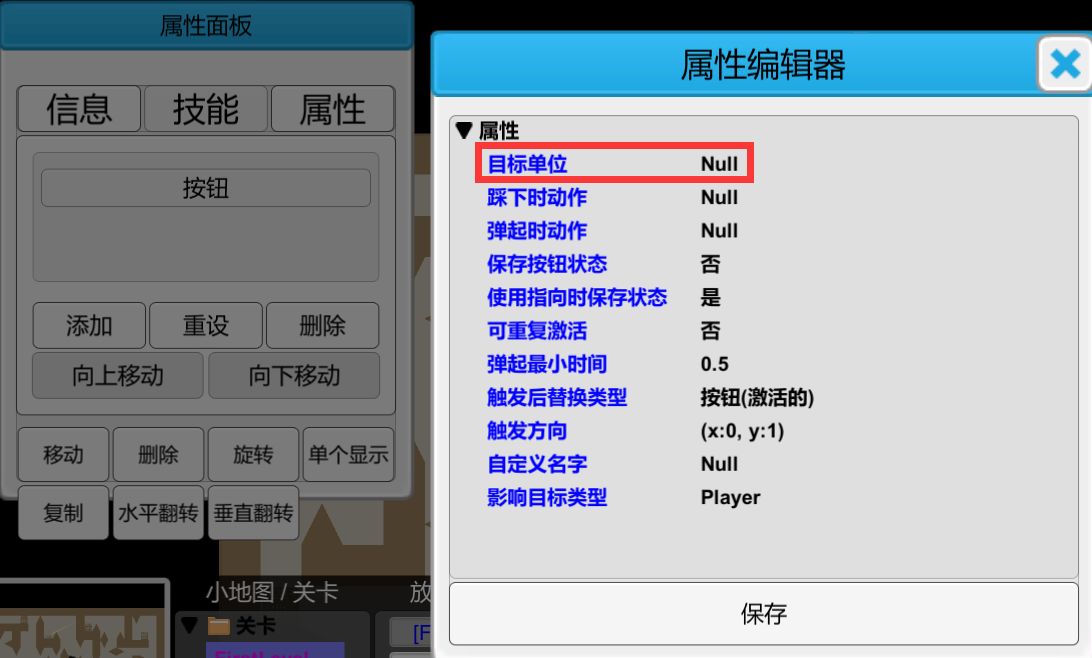 属性面板
信息 技能 属性
按钮
添加 重设 删除
向上移动 向下移动
移动 删除 旋转 单个显示
复制 水平翻转 垂直翻转
小地图 / 关卡 放
关卡
[F
FirstLevel
属性编辑器
属性
目标单位 Null
踩下时动作 Null
弹起时动作 Null
保存按钮状态 否
使用指向时保存状态 是
可重复激活 否
弹起最小时间 0.5
触发后替换类型 按钮(激活的)
触发方向 (x:0, y:1)
自定义名字 Null
影响目标类型 Player
保存